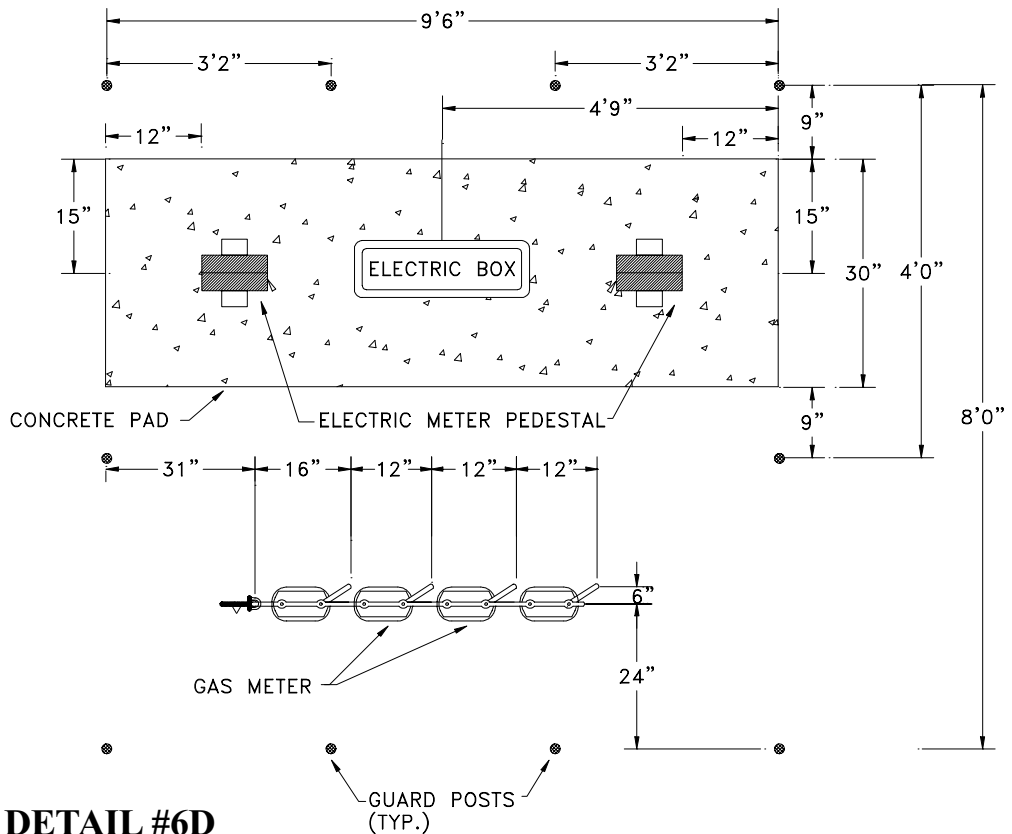 9’6”
3’2”
3’2”
4’9”
9”
12”
12”
15”
15”
ELECTRIC BOX
30”
4’0”
8’0”
CONCRETE PAD
ELECTRIC METER PEDESTAL
9”
31”
16”
12”
12”
12”
6”
24”
GAS METER
GUARD POSTS
(TYP.)
DETAIL #6D